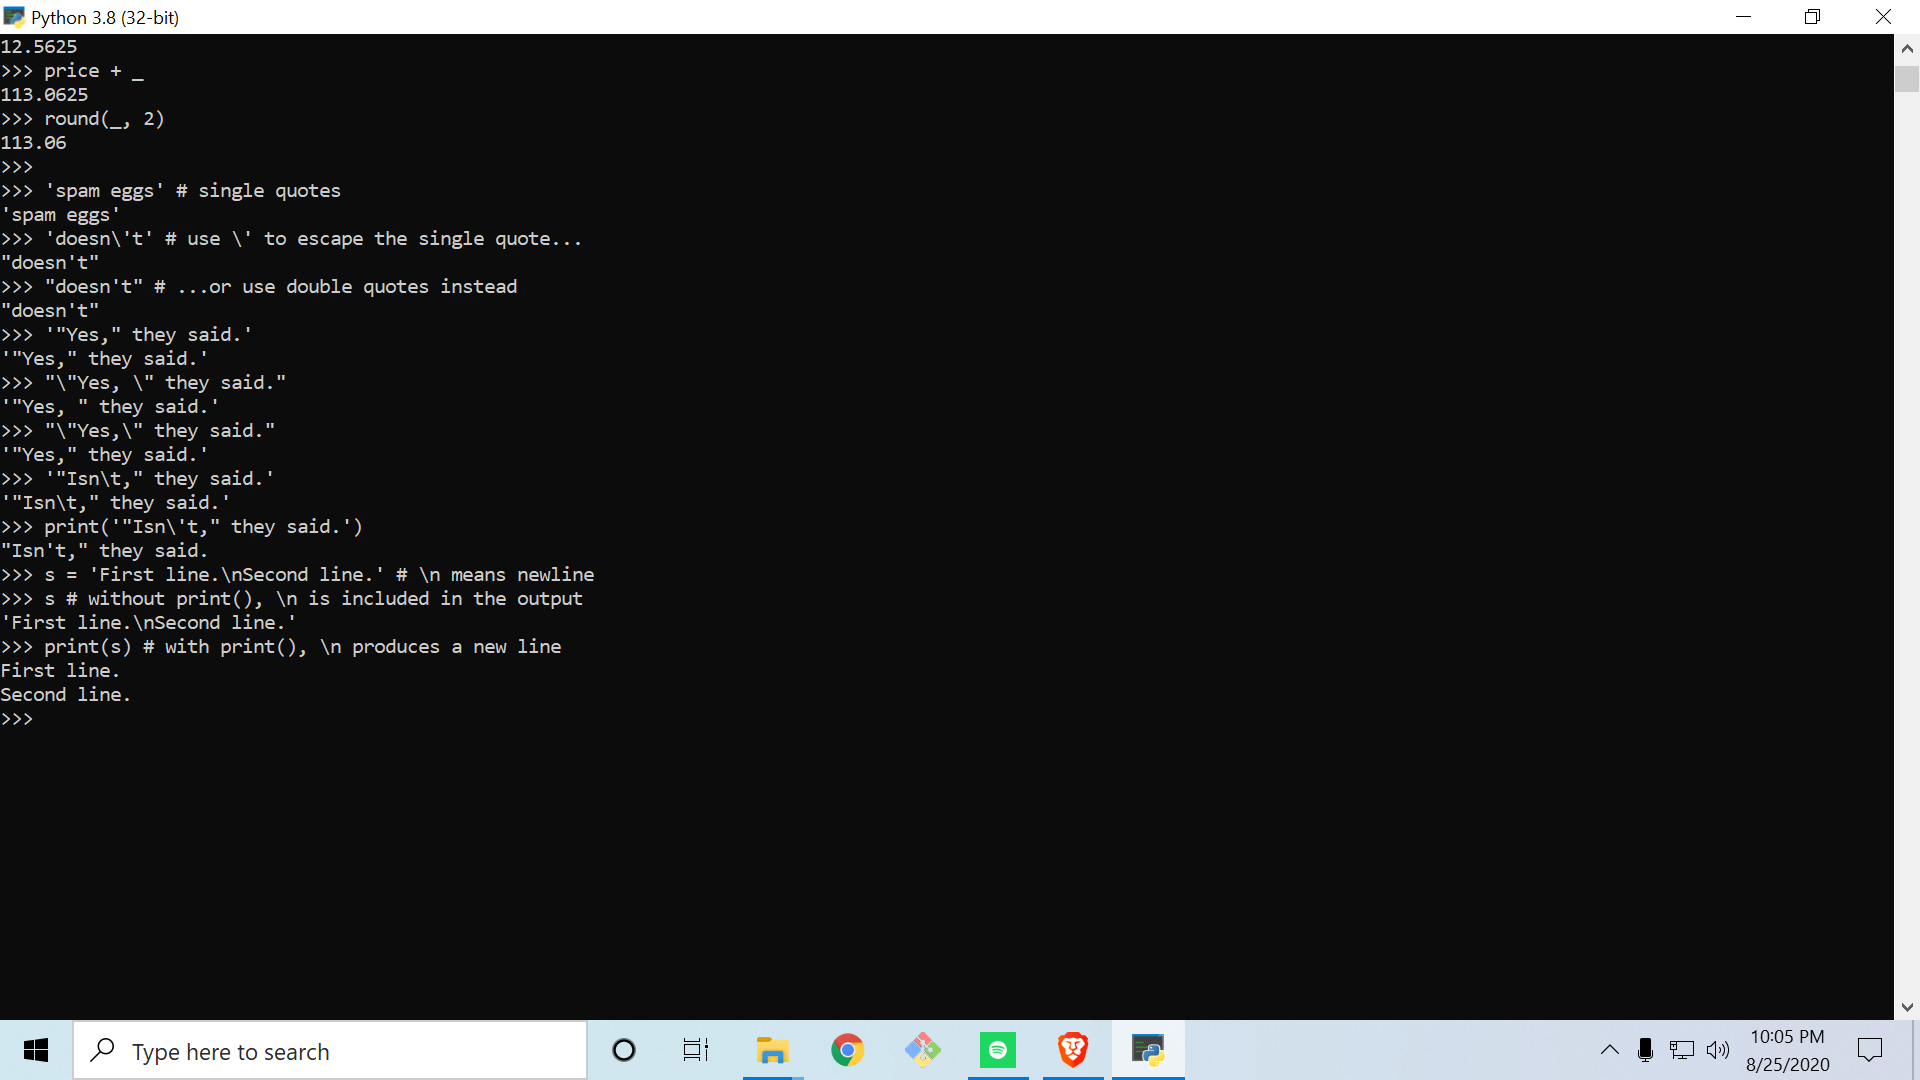 Python 3.8 (32-bit)
12.5625
>>> price + _
113.0625
>>> round(_, 2)
113.06
>>>
>>> 'spam eggs' # single quotes
'spam eggs'
>>> 'doesn\'t' # use \' to escape the single quote...
"doesn't"
>>> "doesn't" # ...or use double quotes instead
"doesn't"
>>> '"Yes," they said.'
'"Yes," they said.'
>>> "\"Yes, \" they said."
'"Yes, " they said.'
>>> "\"Yes,\" they said."
'"Yes," they said.'
>>> '"Isn\t," they said.'
'"Isn\t," they said.'
>>> print('"Isn\'t," they said.')
"Isn't," they said.
>>> s = 'First line.\nSecond line.' # \n means newline
>>> s # without print(), \n is included in the output
'First line.\nSecond line.'
>>> print(s) # with print(), \n produces a new line
First line.
Second line.
>>>
Type here to search
10:05 PM
8/25/2020